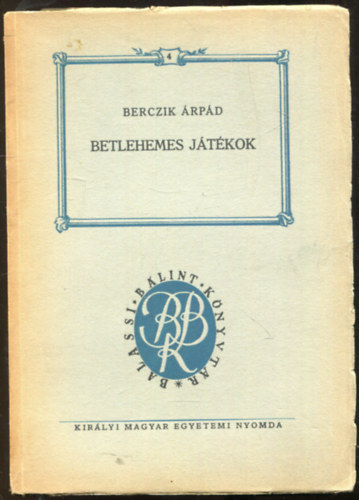 4
BERCZIK ÁRPÁD
BETLEHEMES JÁTÉKOK
BALASSI • BÁLINT • KÖNYVTÁR
BBK
KIRÁLYI MAGYAR EGYETEMI NYOMDA